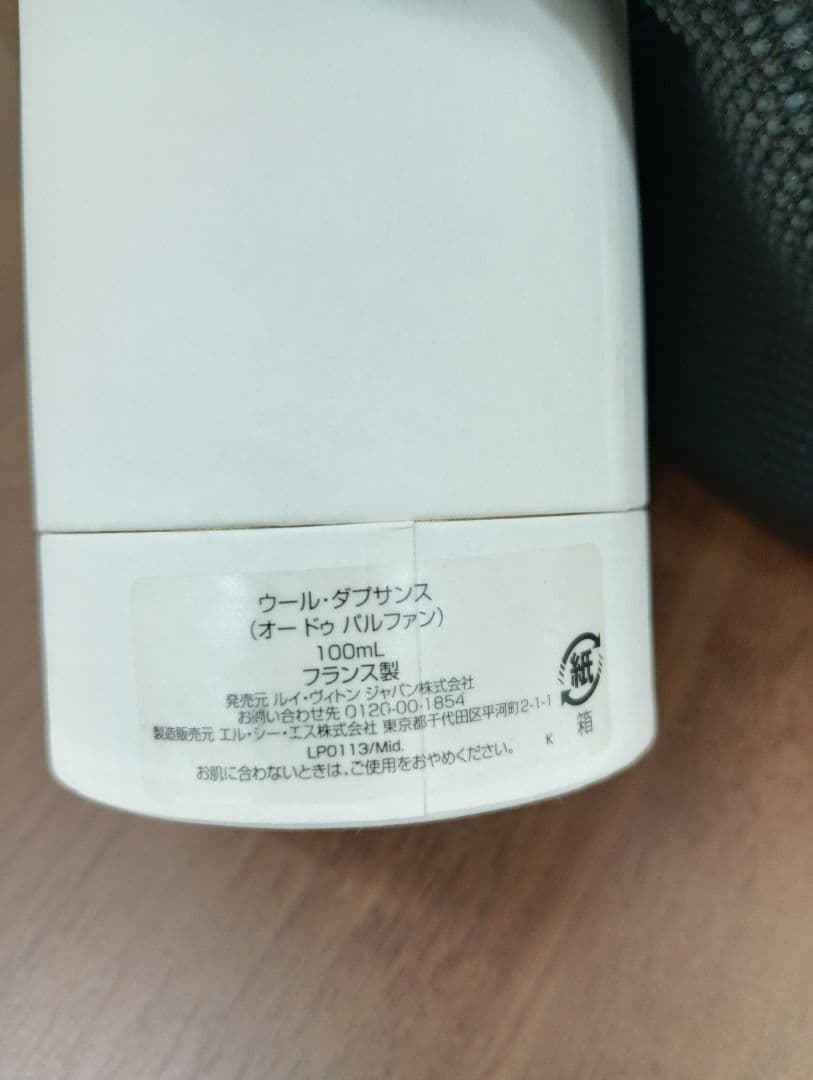 ウール・ダプサンス
（オー ドゥ パルファン）
100mL
フランス製
発売元 ルイ・ヴィトン ジャパン株式会社
お問い合わせ先 0120-00-1854
製造販売元 エル・シー・エス株式会社 東京都千代田区平河町2-1-1
LP0113/Mid.
お肌に合わないときは、ご使用をおやめください。
K
紙
箱